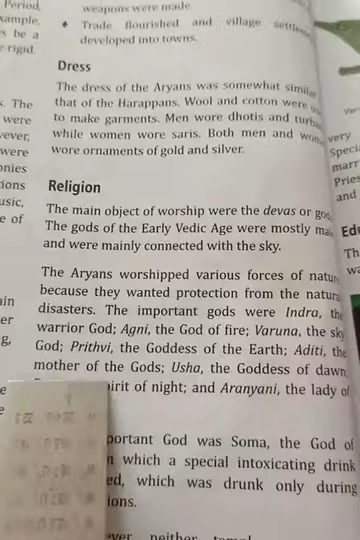 Period,
xample,
s be a
e rigid
s. The
were
vever,
were
onies
ions
usic,
e of
ain
er
g,
e
weapons were made
♦ Trade flourished and village
developed into towns.
Dress
The dress of the Aryans was somewhat
that of the Harappans. Wool and cotton were
to make garments. Men wore dhotis and
while women wore saris. Both men and
wore ornaments of gold and silver.
Religion
The main object of worship were the devas or
The gods of the Early Vedic Age were mostly
and were mainly connected with the sky.
The Aryans worshipped various forces of
because they wanted protection from the
disasters. The important gods were Indra, the
warrior God; Agni, the God of fire; Varuna, the sky
God; Prithvi, the Goddess of the Earth; Aditi, the
mother of the Gods; Usha, the Goddess of dawn
irit of night; and Aranyani, the lady of
portant God was Soma, the God of
which a special intoxicating drink
ed, which was drunk only during
ions.
neither
very
Speci
marr
Pries
and
Edu
Th